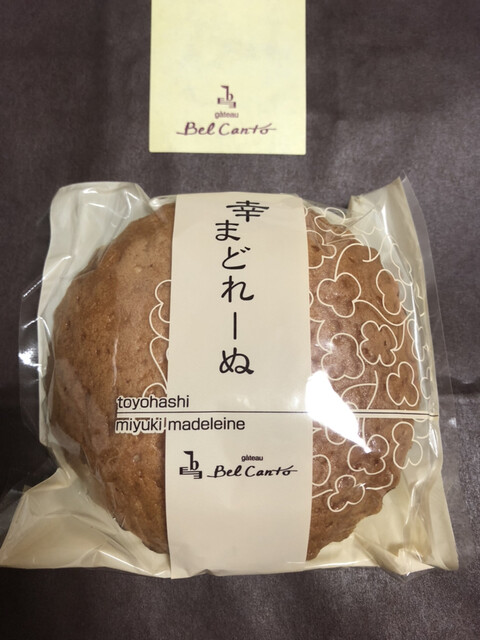 gâteau
Bel Canto
幸まどれーぬ
toyohashi
miyuki madeleine
gâteau
Bel Canto